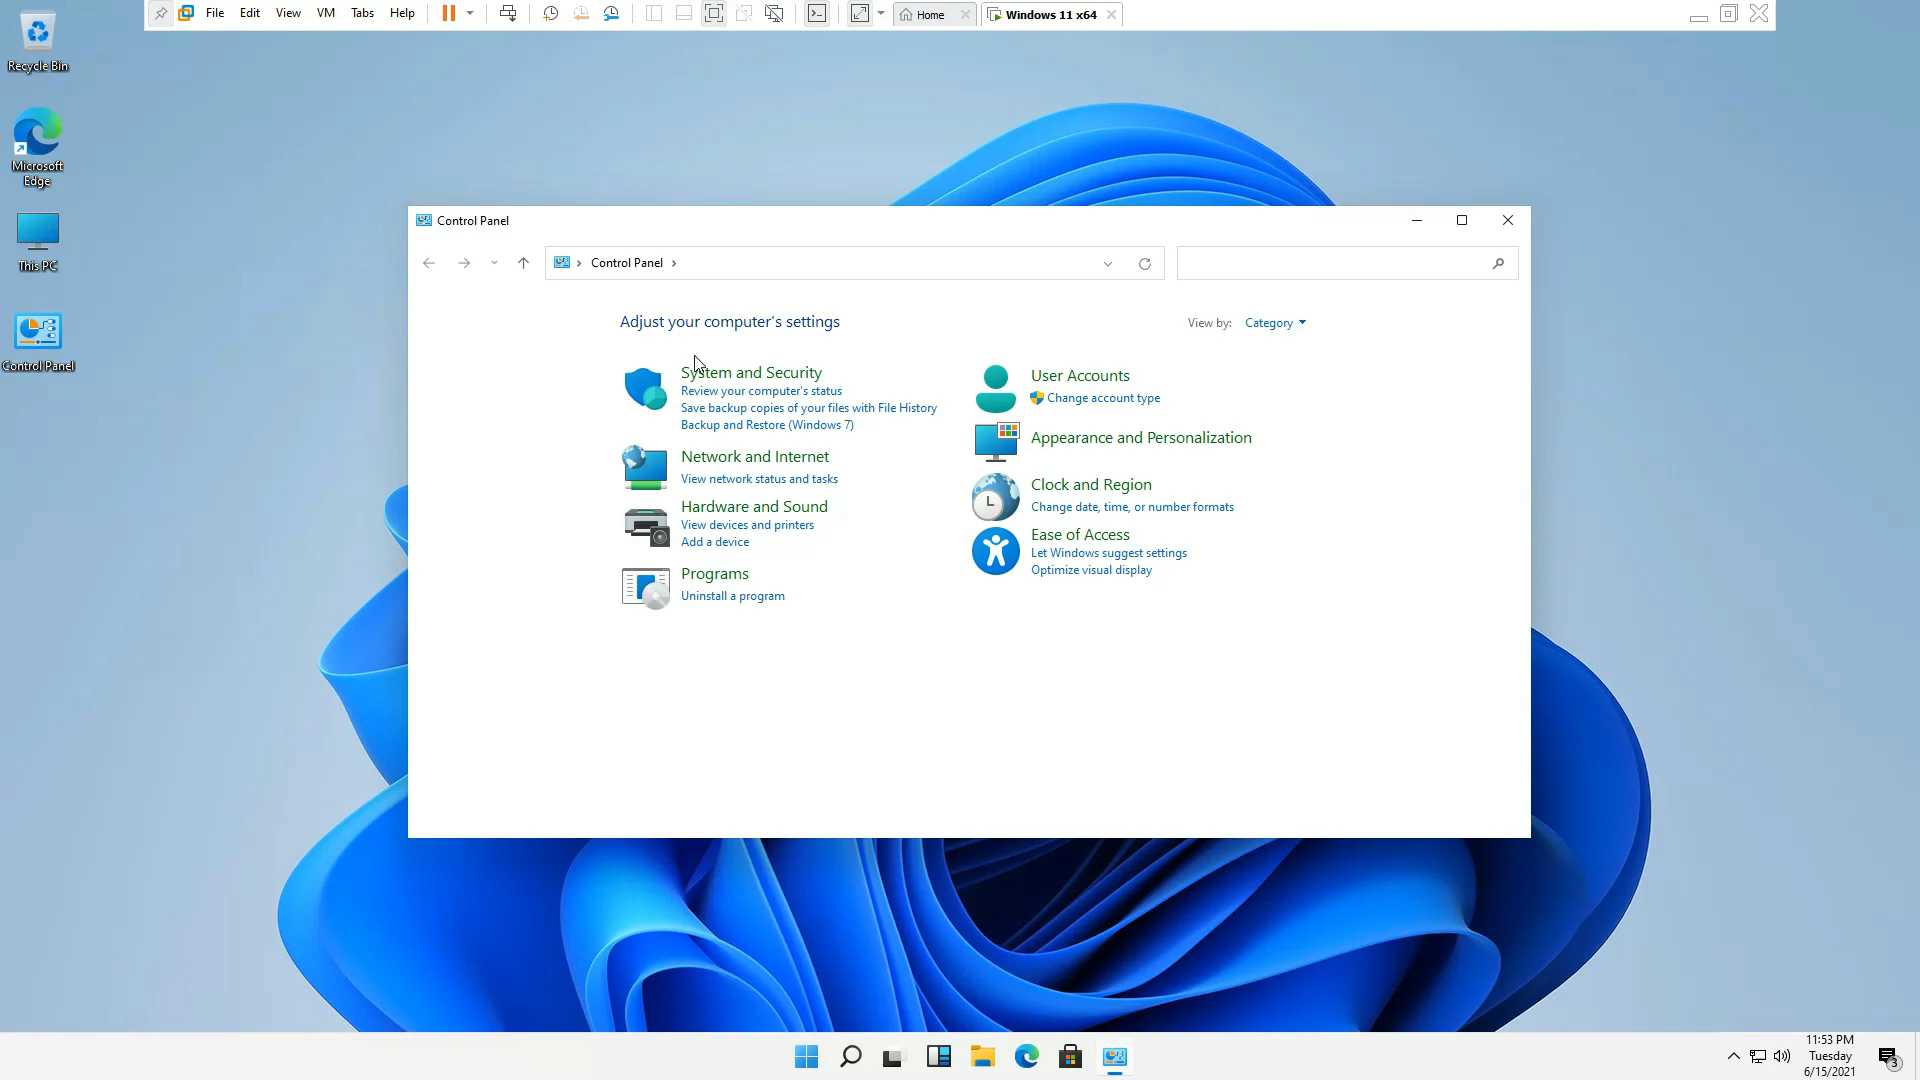 File Edit View VM Tabs Help Home Windows 11 x64
Recycle Bin
Microsoft
Edge
This PC
Control Panel
Control Panel
Control Panel
Adjust your computer's settings
View by: Category
System and Security
Review your computer's status
Save backup copies of your files with File History
Backup and Restore (Windows 7)
Network and Internet
View network status and tasks
Hardware and Sound
View devices and printers
Add a device
Programs
Uninstall a program
User Accounts
Change account type
Appearance and Personalization
Clock and Region
Change date, time, or number formats
Ease of Access
Let Windows suggest settings
Optimize visual display
11:53 PM
Tuesday
6/15/2021
3